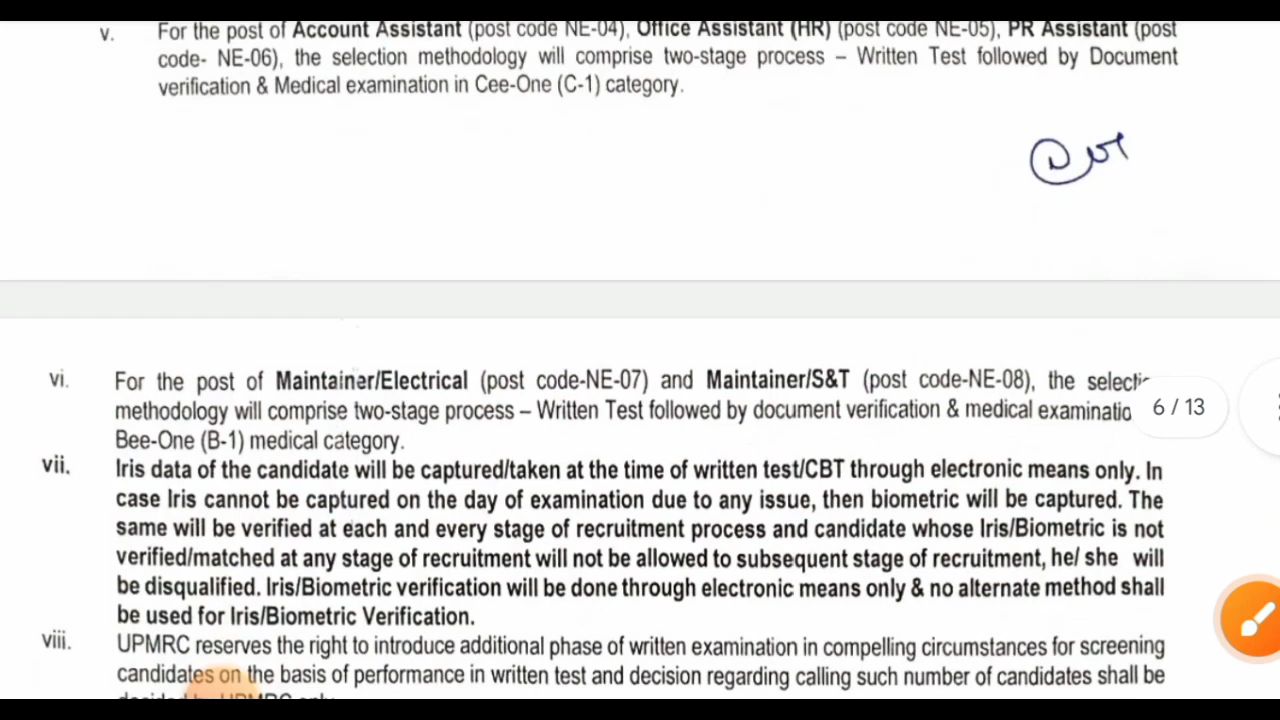 v. For the post of Account Assistant (post code NE-04), Office Assistant (HR) (post code NE-05), PR Assistant (post
code- NE-06), the selection methodology will comprise two-stage process – Written Test followed by Document
verification & Medical examination in Cee-One (C-1) category.
vi. For the post of Maintainer/Electrical (post code-NE-07) and Maintainer/S&T (post code-NE-08), the selecti
methodology will comprise two-stage process – Written Test followed by document verification & medical examinatio
6 / 13
Bee-One (B-1) medical category.
vii. Iris data of the candidate will be captured/taken at the time of written test/CBT through electronic means only. In
case Iris cannot be captured on the day of examination due to any issue, then biometric will be captured. The
same will be verified at each and every stage of recruitment process and candidate whose Iris/Biometric is not
verified/matched at any stage of recruitment will not be allowed to subsequent stage of recruitment, he/ she will
be disqualified. Iris/Biometric verification will be done through electronic means only & no alternate method shall
be used for Iris/Biometric Verification.
viii. UPMRC reserves the right to introduce additional phase of written examination in compelling circumstances for screening
candidates on the basis of performance in written test and decision regarding calling such number of candidates shall be
decided by UPMRC only